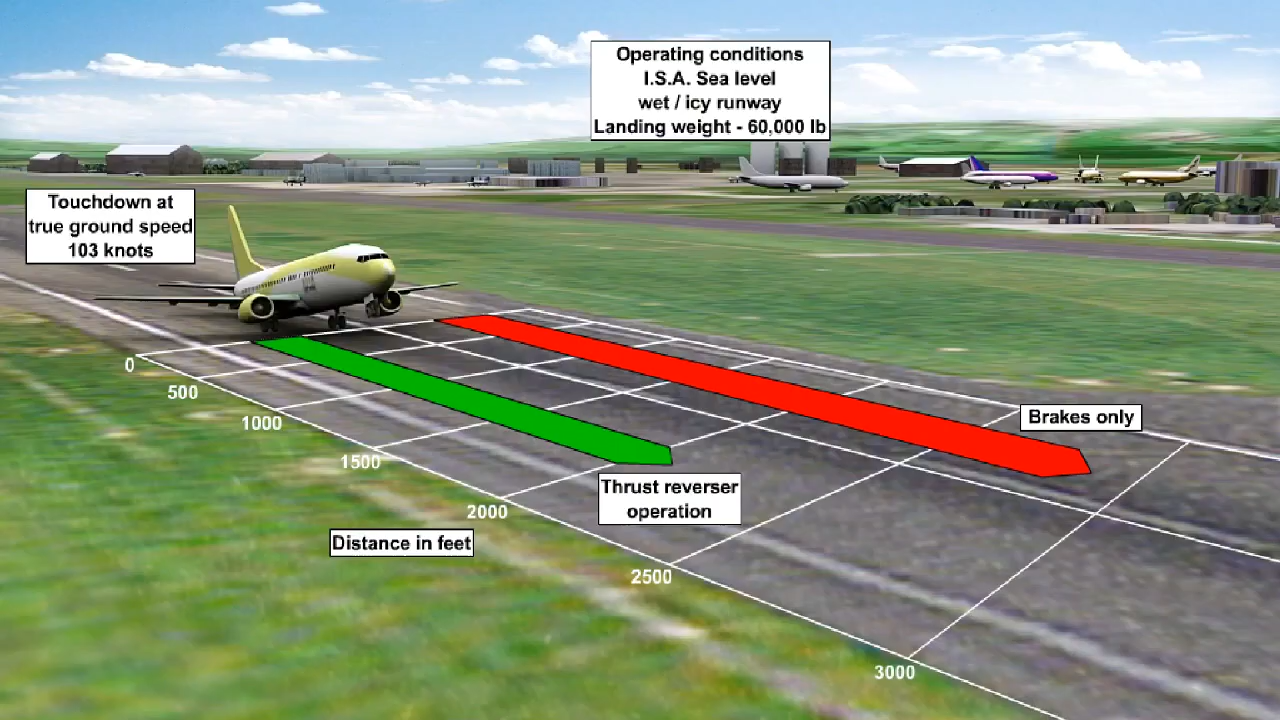 Operating conditions
I.S.A. Sea level
wet / icy runway
Landing weight - 60,000 lb
Touchdown at
true ground speed
103 knots
0
500
1000
1500
2000
2500
3000
Brakes only
Thrust reverser
operation
Distance in feet